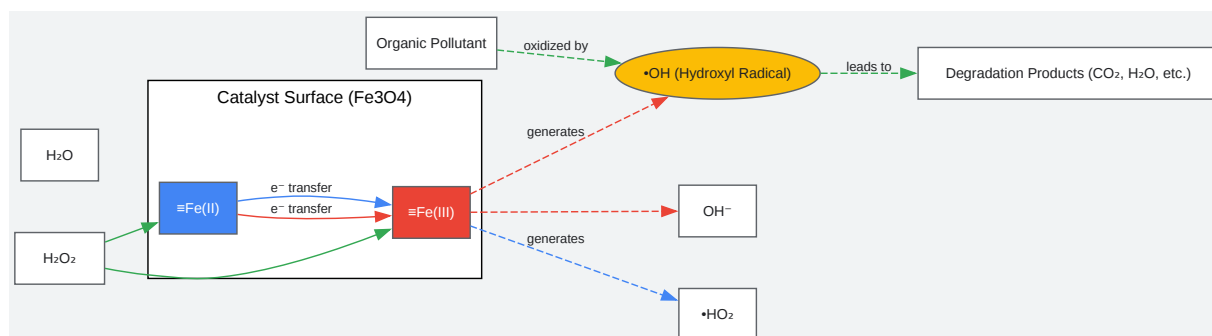 Organic Pollutant
oxidized by
•OH (Hydroxyl Radical)
leads to
Degradation Products (CO₂, H₂O, etc.)
Catalyst Surface (Fe3O4)
generates
H₂O
e⁻ transfer
≡Fe(II)
e⁻ transfer
≡Fe(III)
OH⁻
generates
H₂O₂
•HO₂